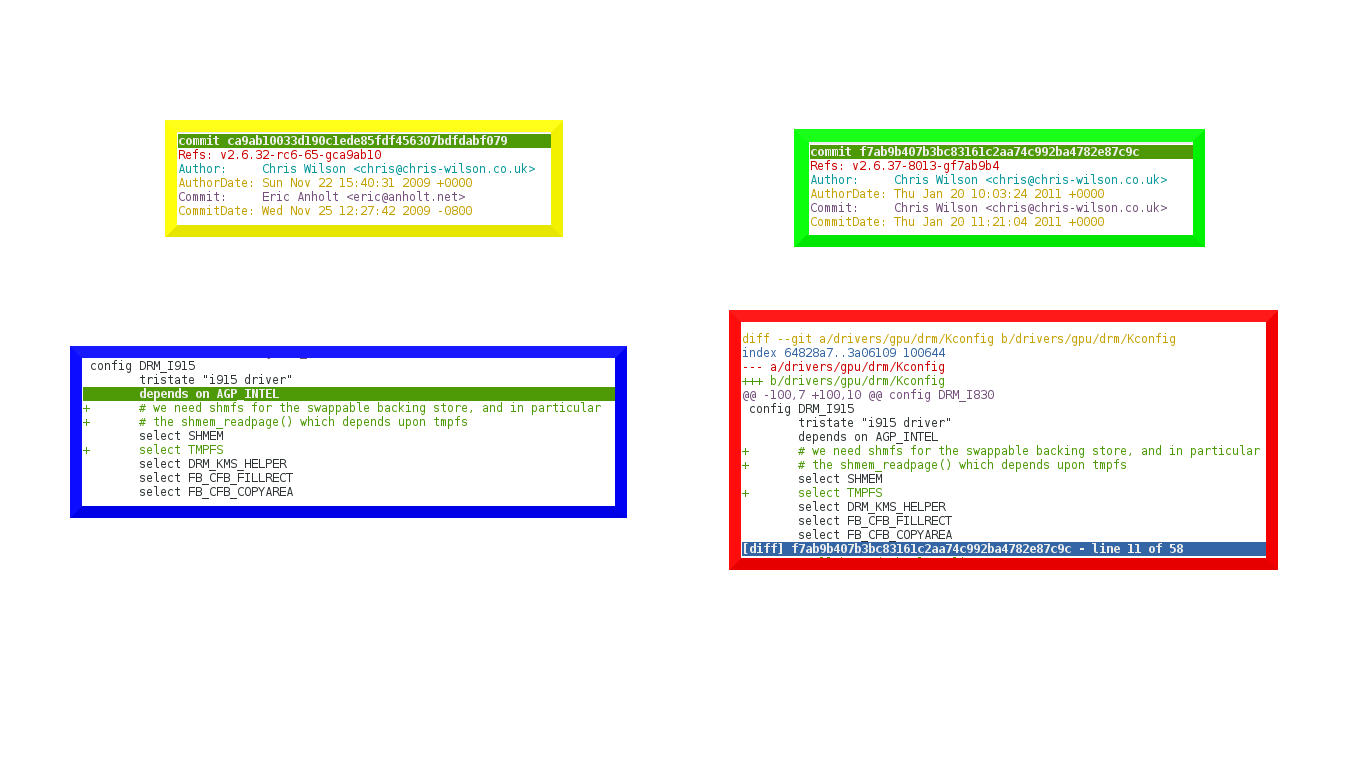 commit ca9ab10033d190c1ede85fdf456307bdfdabf079
Refs: v2.6.32-rc6-65-gca9ab10
Author:     Chris Wilson <chris@chris-wilson.co.uk>
AuthorDate: Sun Nov 22 15:40:31 2009 +0000
Commit:     Eric Anholt <eric@anholt.net>
CommitDate: Wed Nov 25 12:27:42 2009 -0800
commit f7ab9b407b3bc83161c2aa74c992ba4782e87c9c
Refs: v2.6.37-8013-gf7ab9b4
Author:     Chris Wilson <chris@chris-wilson.co.uk>
AuthorDate: Thu Jan 20 10:03:24 2011 +0000
Commit:     Chris Wilson <chris@chris-wilson.co.uk>
CommitDate: Thu Jan 20 11:21:04 2011 +0000
 config DRM_I915
        tristate "i915 driver"
        depends on AGP_INTEL
+       # we need shmfs for the swappable backing store, and in particular
+       # the shmem_readpage() which depends upon tmpfs
        select SHMEM
+       select TMPFS
        select DRM_KMS_HELPER
        select FB_CFB_FILLRECT
        select FB_CFB_COPYAREA
diff --git a/drivers/gpu/drm/Kconfig b/drivers/gpu/drm/Kconfig
index 64828a7..3a06109 100644
--- a/drivers/gpu/drm/Kconfig
+++ b/drivers/gpu/drm/Kconfig
@@ -100,7 +100,10 @@ config DRM_I830
 config DRM_I915
        tristate "i915 driver"
        depends on AGP_INTEL
+       # we need shmfs for the swappable backing store, and in particular
+       # the shmem_readpage() which depends upon tmpfs
        select SHMEM
+       select TMPFS
        select DRM_KMS_HELPER
        select FB_CFB_FILLRECT
        select FB_CFB_COPYAREA
[diff] f7ab9b407b3bc83161c2aa74c992ba4782e87c9c - line 11 of 58